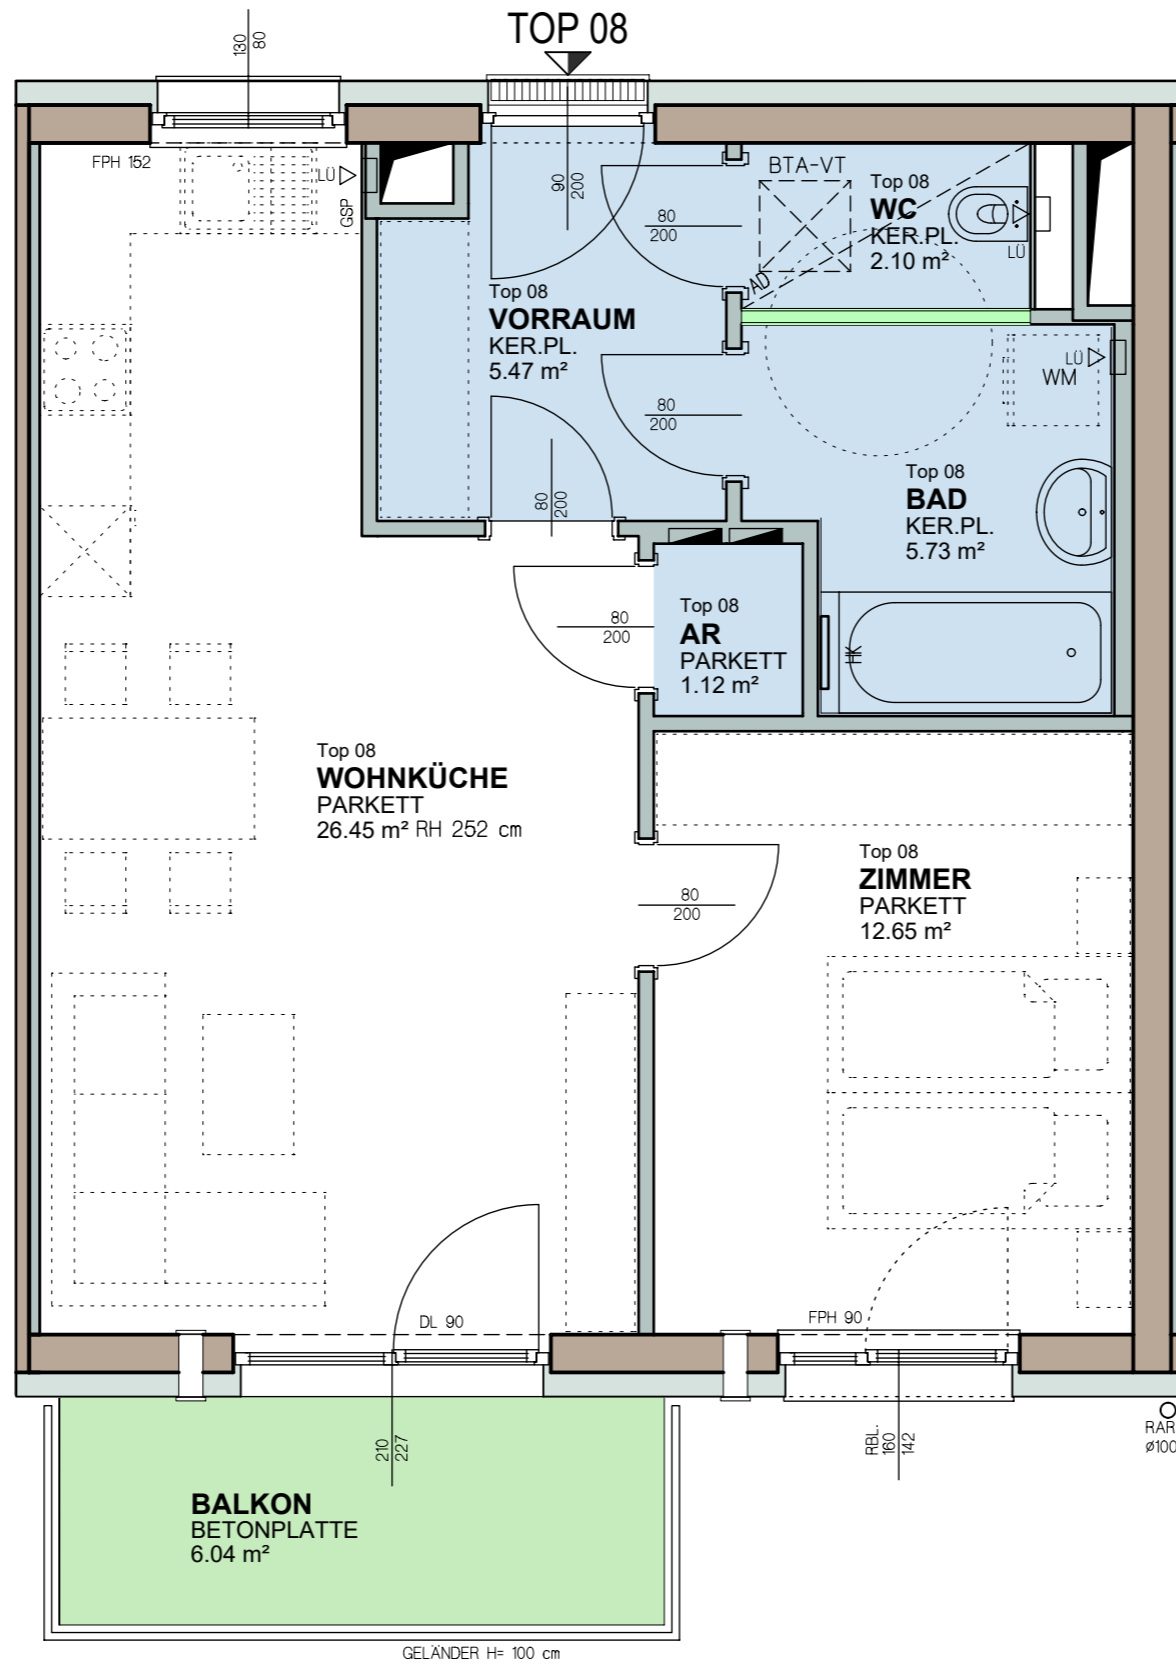 TOP 08
130
80
FPH 152
LÜ
GSP
90
200
80
200
BTA-VT
Top 08
WC
KER.PL.
2.10 m²
LÜ
AD
Top 08
VORRAUM
KER.PL.
5.47 m²
80
200
LÜ
WM
80
200
Top 08
BAD
KER.PL.
5.73 m²
80
200
Top 08
AR
PARKETT
1.12 m²
HK
Top 08
WOHNKÜCHE
PARKETT
26.45 m² RH 252 cm
80
200
Top 08
ZIMMER
PARKETT
12.65 m²
DL 90
FPH 90
210
227
RBL.
160
142
RAR
ø100
BALKON
BETONPLATTE
6.04 m²
GELÄNDER H= 100 cm